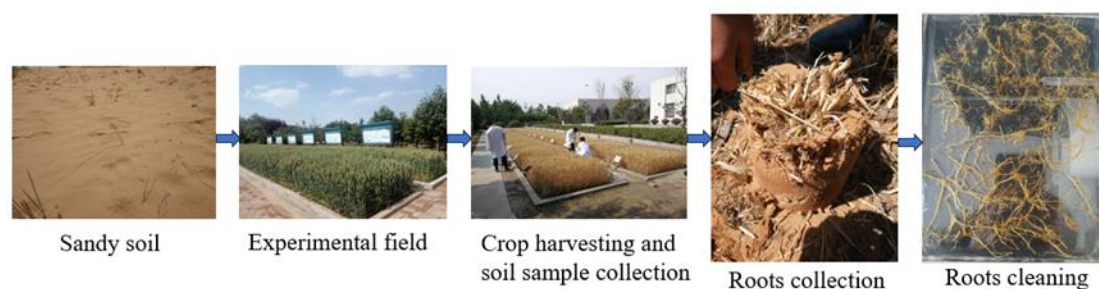 Sandy soil
Experimental field
Crop harvesting and
soil sample collection
Roots collection
Roots cleaning